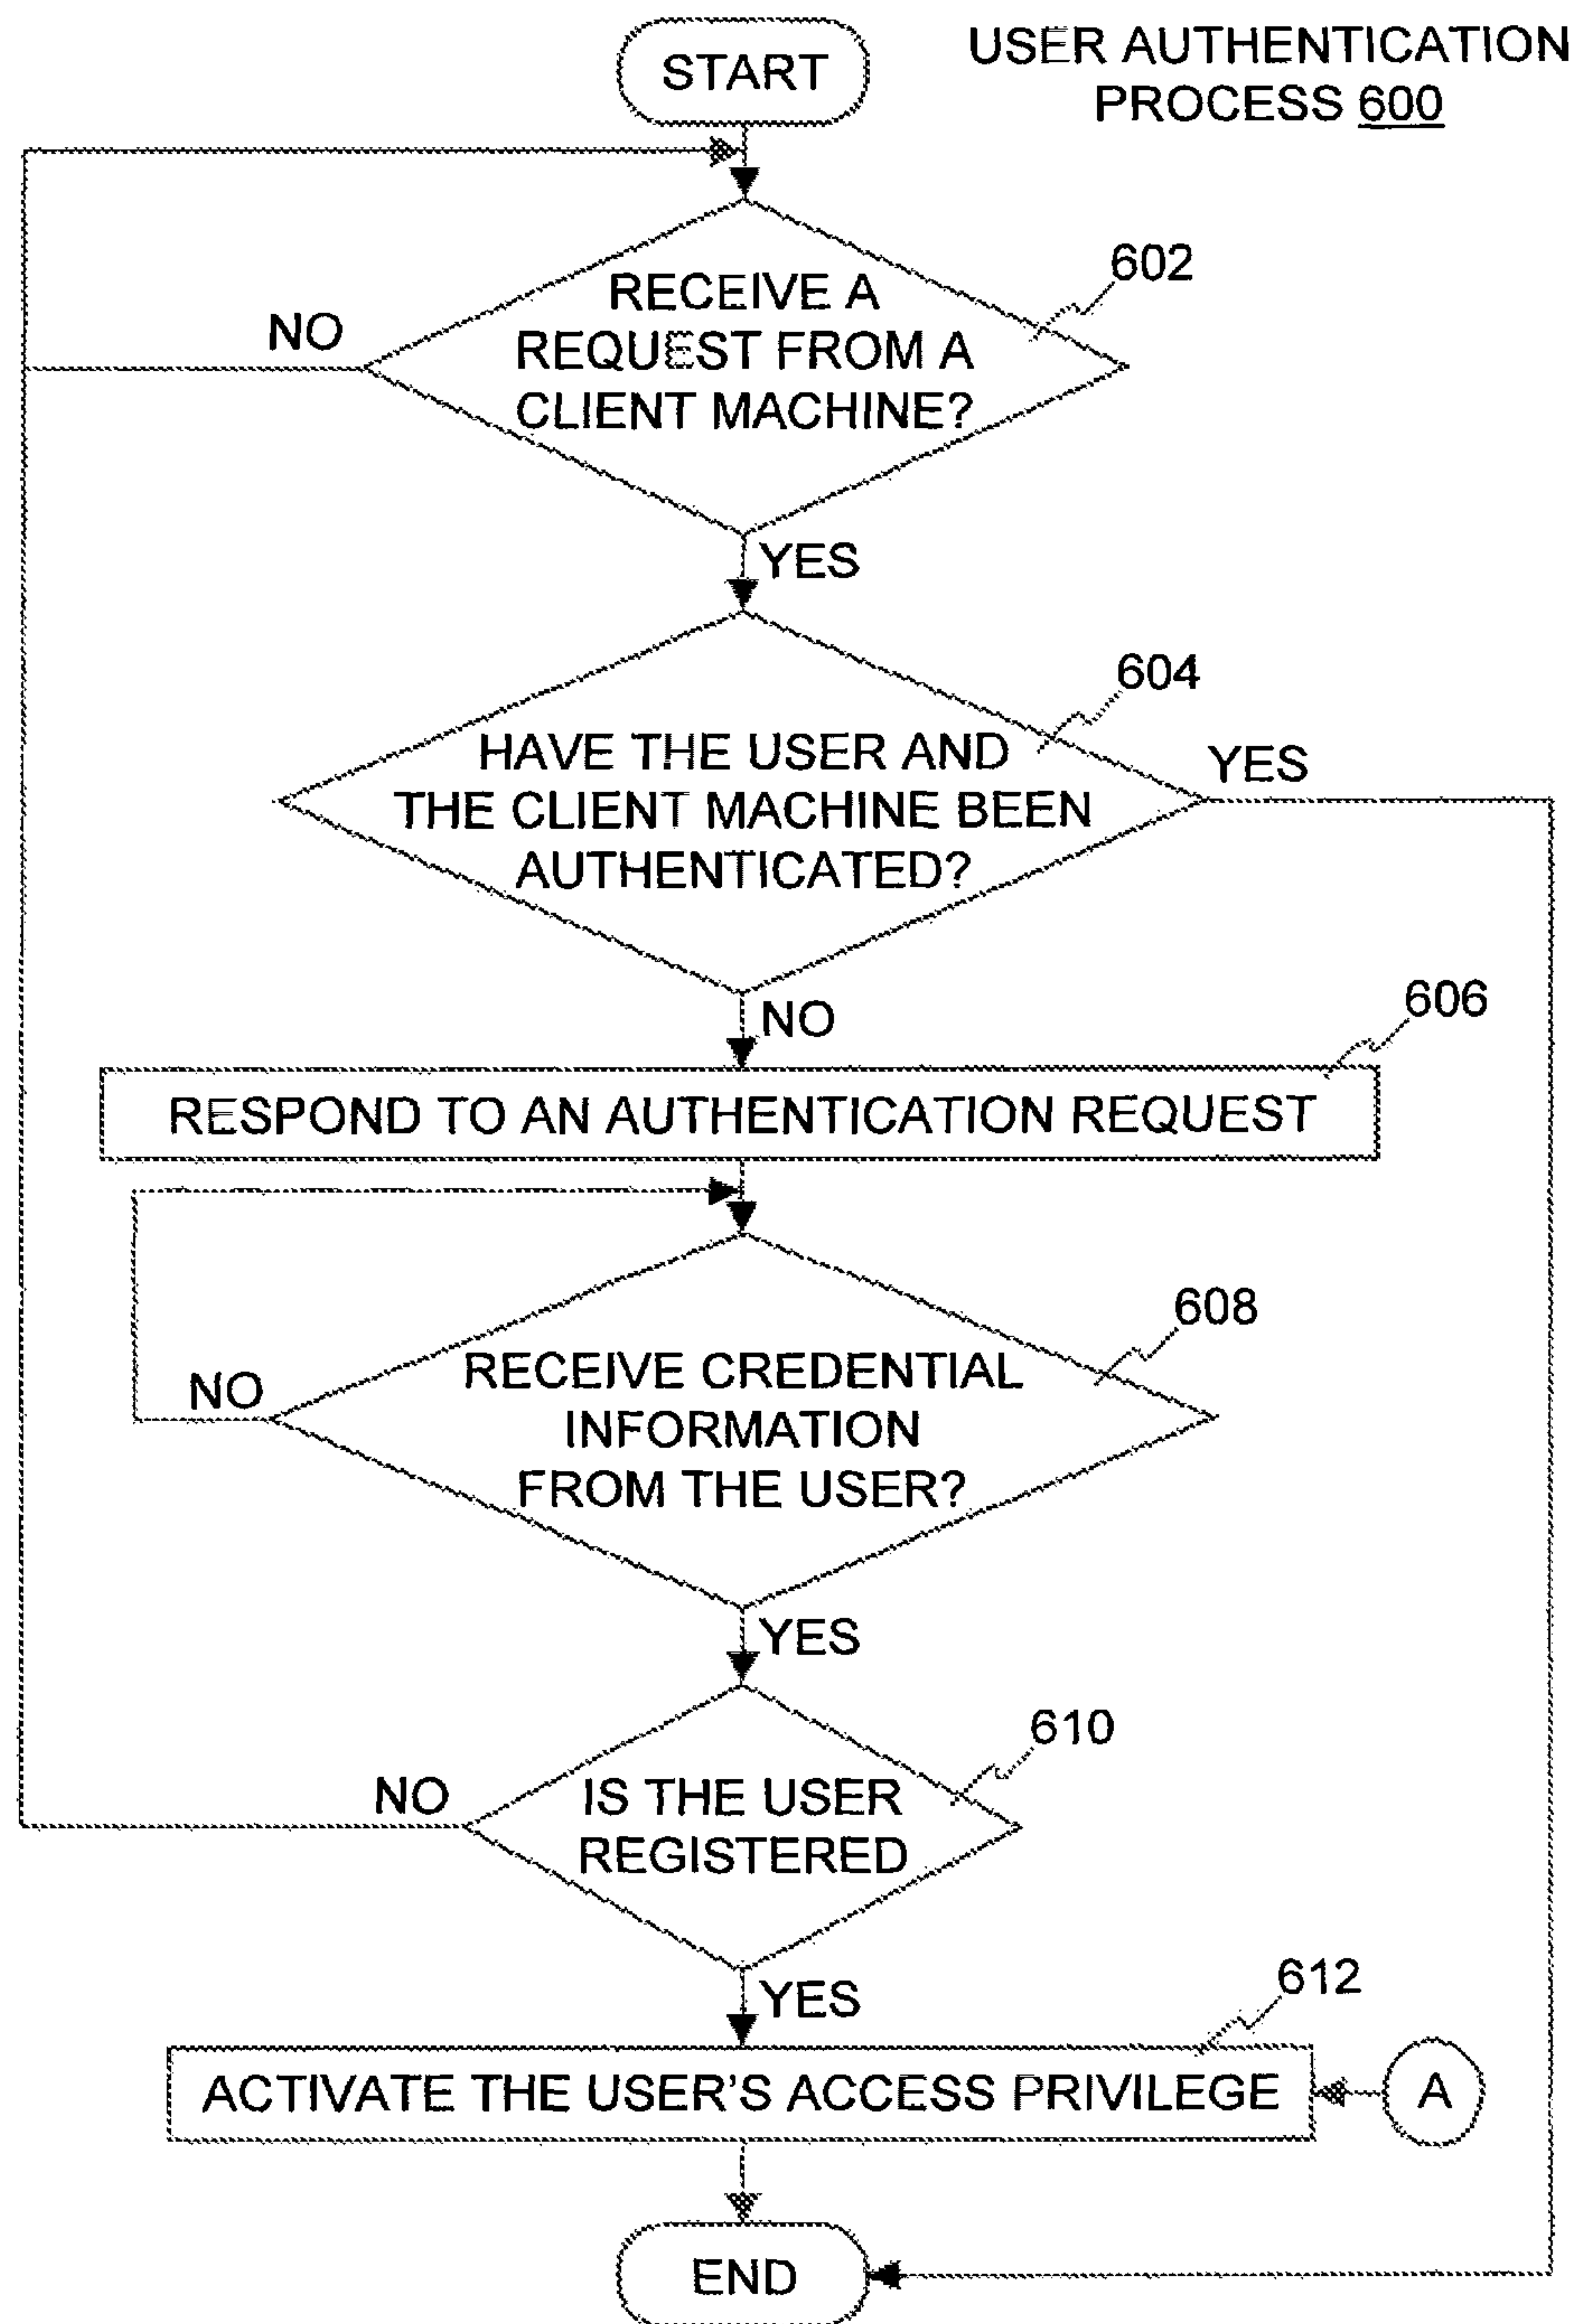 START
USER AUTHENTICATION
PROCESS 600
602
RECEIVE A
REQUEST FROM A
CLIENT MACHINE?
NO
YES
604
HAVE THE USER AND
THE CLIENT MACHINE BEEN
AUTHENTICATED?
YES
NO
606
RESPOND TO AN AUTHENTICATION REQUEST
608
RECEIVE CREDENTIAL
INFORMATION
FROM THE USER?
NO
YES
610
IS THE USER
REGISTERED
NO
YES
612
ACTIVATE THE USER'S ACCESS PRIVILEGE
A
END